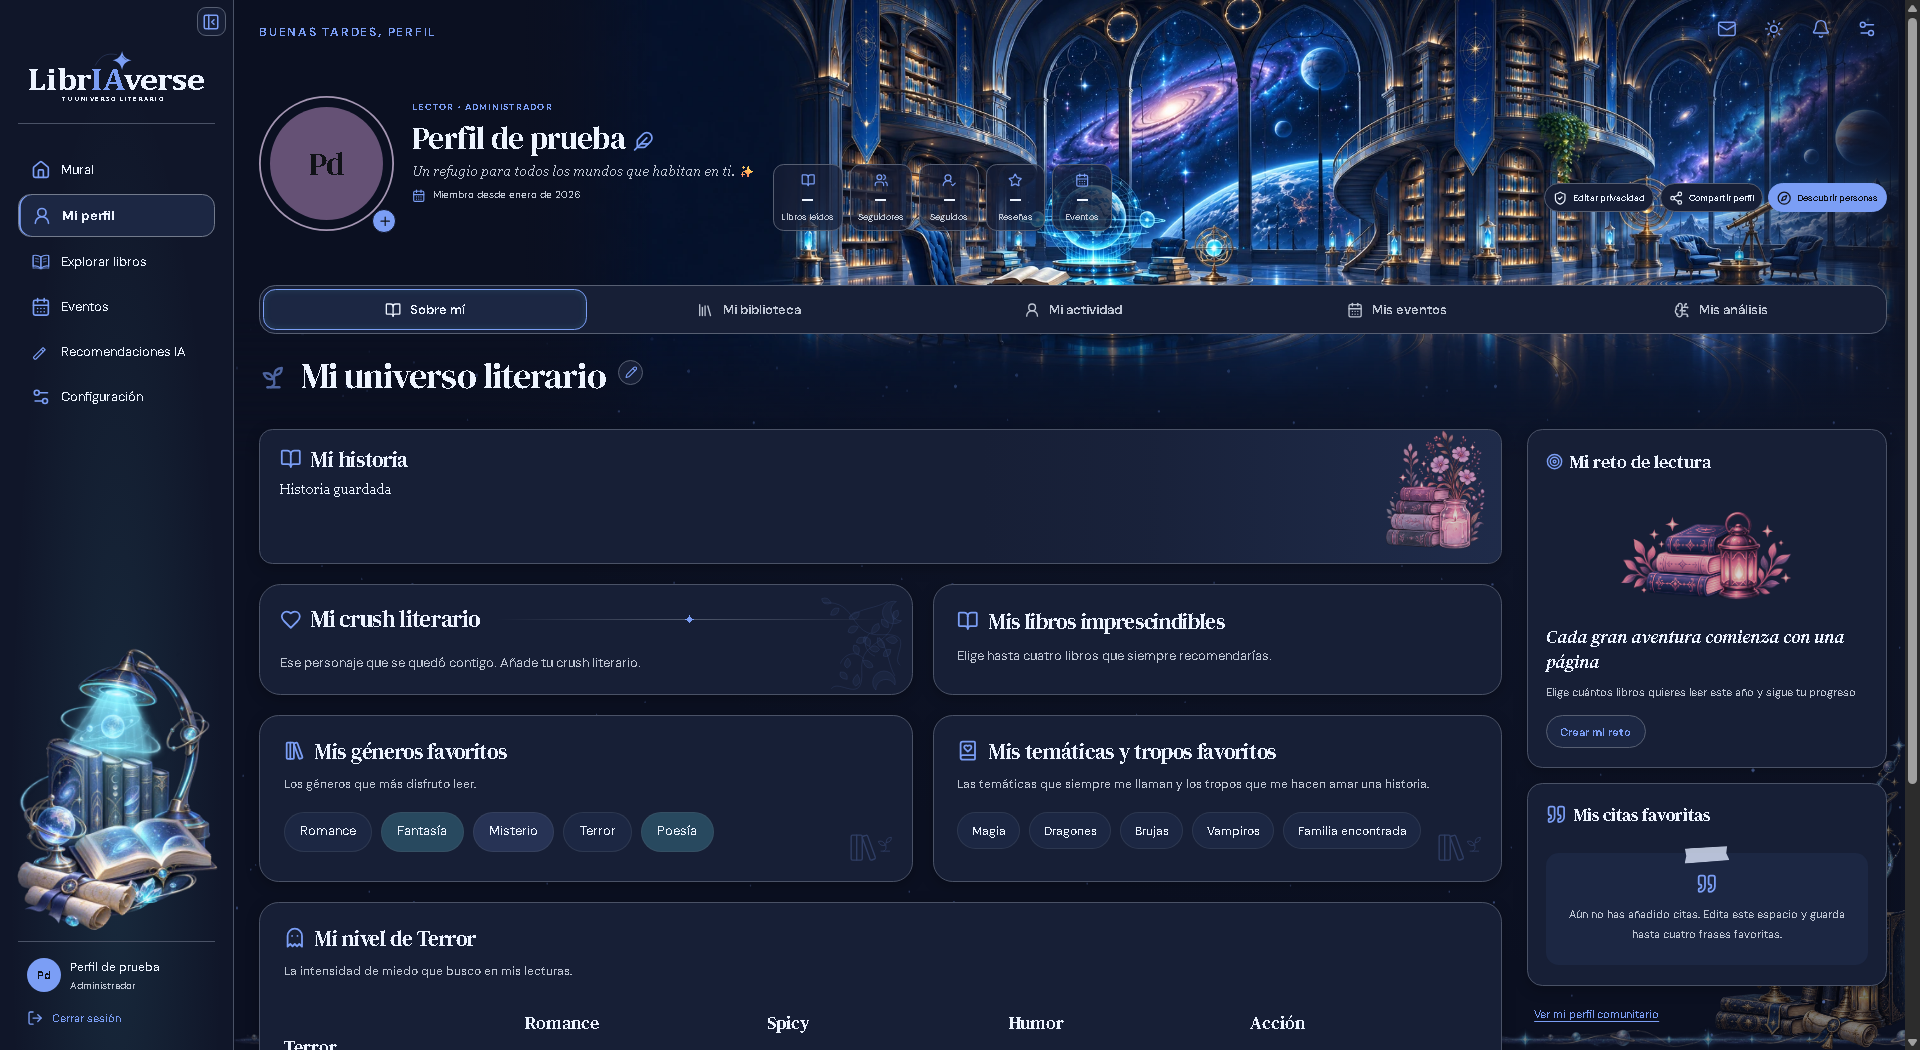 LibrIAverse
TU UNIVERSO LITERARIO
Mural
Mi perfil
Explorar libros
Eventos
Recomendaciones IA
Configuración
Pd
Perfil de prueba
Administrador
Cerrar sesión
BUENAS TARDES, PERFIL
Pd
LECTOR · ADMINISTRADOR
Perfil de prueba
Un refugio para todos los mundos que habitan en ti. ✨
Miembro desde enero de 2026
— Libros leídos
— Seguidores
— Seguidos
— Reseñas
— Eventos
Editar privacidad
Compartir perfil
Descubrir personas
Sobre mí
Mi biblioteca
Mi actividad
Mis eventos
Mis análisis
Mi universo literario
Mi historia
Historia guardada
Mi crush literario
Ese personaje que se quedó contigo. Añade tu crush literario.
Mis libros imprescindibles
Elige hasta cuatro libros que siempre recomendarías.
Mis géneros favoritos
Los géneros que más disfruto leer.
Romance
Fantasía
Misterio
Terror
Poesía
Mis temáticas y tropos favoritos
Las temáticas que siempre me llaman y los tropos que me hacen amar una historia.
Magia
Dragones
Brujas
Vampiros
Familia encontrada
Mi nivel de Terror
La intensidad de miedo que busco en mis lecturas.
Romance
Spicy
Humor
Acción
Terror
Mi reto de lectura
Cada gran aventura comienza con una
página
Elige cuántos libros quieres leer este año y sigue tu progreso
Crear mi reto
Mis citas favoritas
Aún no has añadido citas. Edita este espacio y guarda
hasta cuatro frases favoritas.
Ver mi perfil comunitario